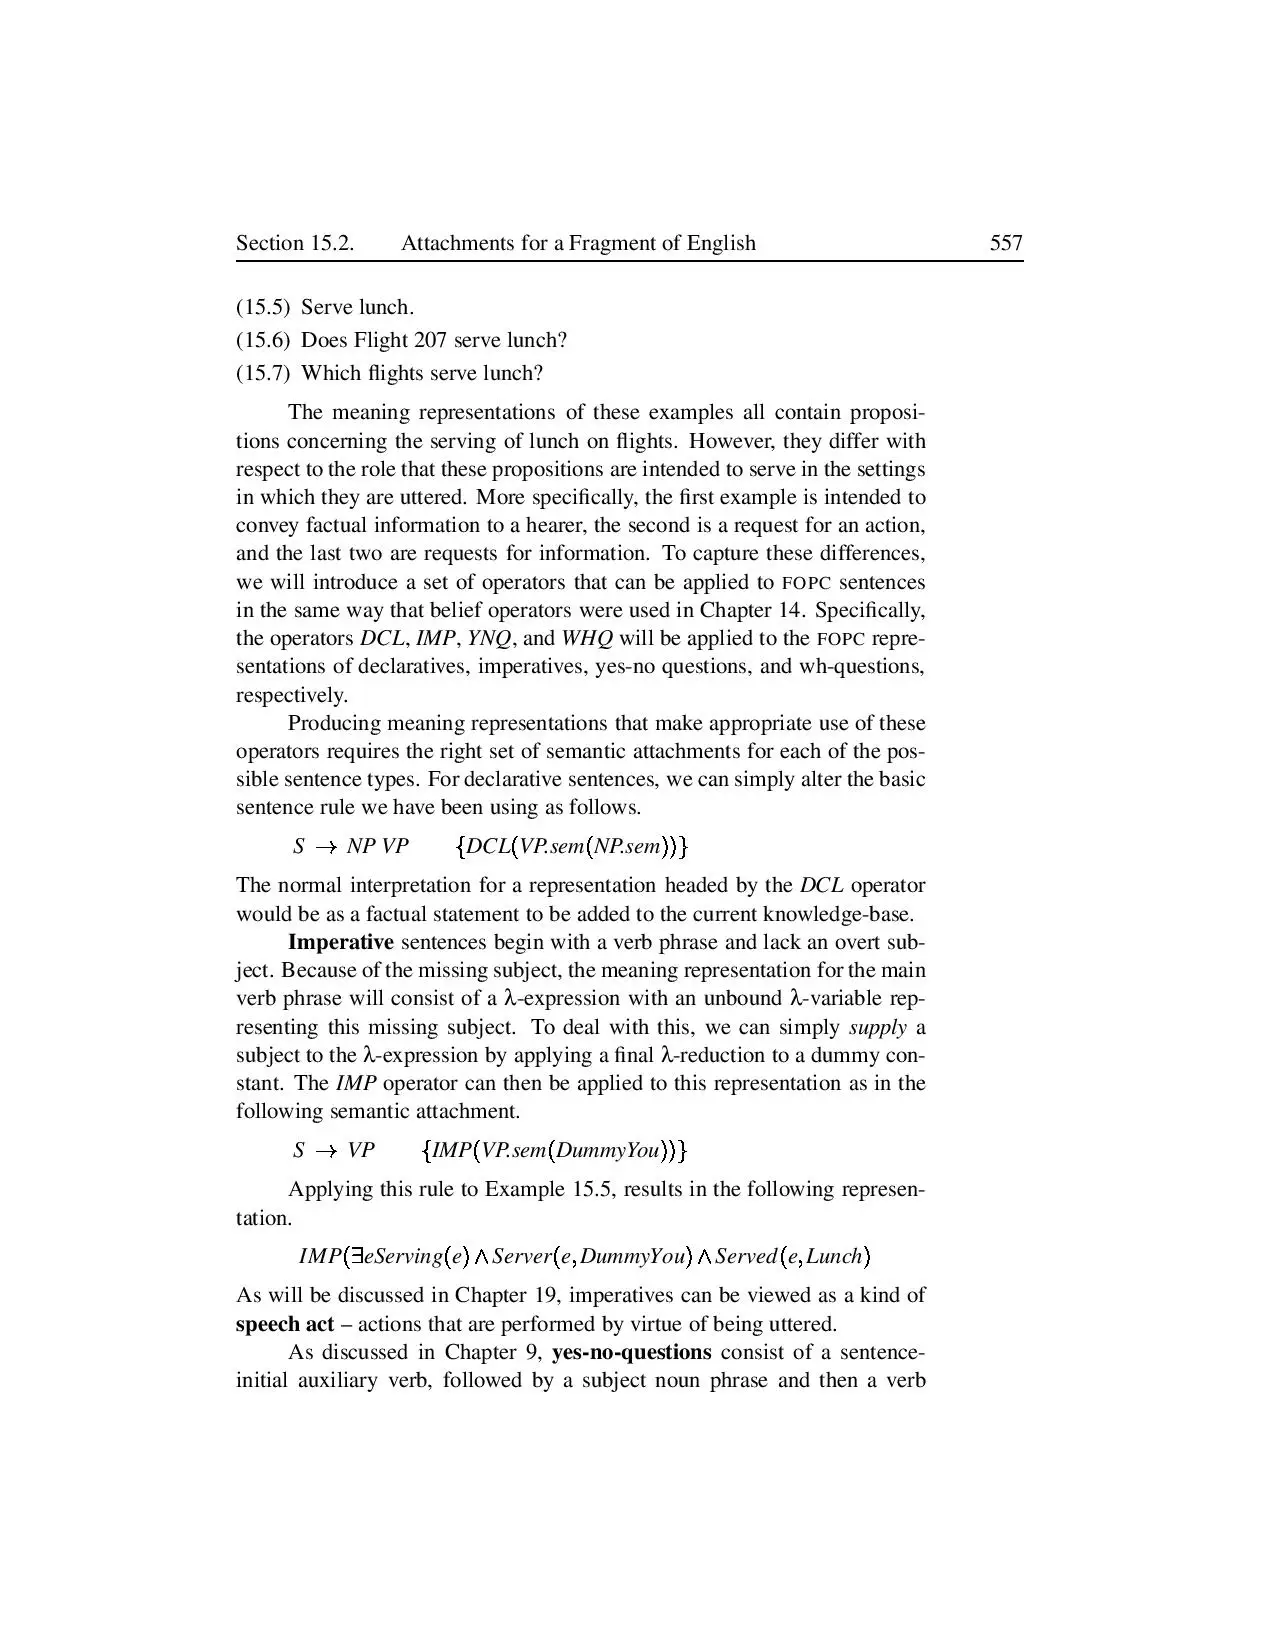 Section 15.2. Attachments for a Fragment of English 557
(15.5) Serve lunch.
(15.6) Does Flight 207 serve lunch?
(15.7) Which flights serve lunch?
The meaning representations of these examples all contain proposi-
tions concerning the serving of lunch on flights. However, they differ with
respect to the role that these propositions are intended to serve in the settings
in which they are uttered. More specifically, the first example is intended to
convey factual information to a hearer, the second is a request for an action,
and the last two are requests for information. To capture these differences,
we will introduce a set of operators that can be applied to FOPC sentences
in the same way that belief operators were used in Chapter 14. Specifically,
the operators DCL, IMP, YNQ, and WHQ will be applied to the FOPC repre-
sentations of declaratives, imperatives, yes-no questions, and wh-questions,
respectively.
Producing meaning representations that make appropriate use of these
operators requires the right set of semantic attachments for each of the pos-
sible sentence types. For declarative sentences, we can simply alter the basic
sentence rule we have been using as follows.
S → NP VP {DCL(VP.sem(NP.sem))}
The normal interpretation for a representation headed by the DCL operator
would be as a factual statement to be added to the current knowledge-base.
Imperative sentences begin with a verb phrase and lack an overt sub-
ject. Because of the missing subject, the meaning representation for the main
verb phrase will consist of a λ-expression with an unbound λ-variable rep-
resenting this missing subject. To deal with this, we can simply supply a
subject to the λ-expression by applying a final λ-reduction to a dummy con-
stant. The IMP operator can then be applied to this representation as in the
following semantic attachment.
S → VP {IMP(VP.sem(DummyYou))}
Applying this rule to Example 15.5, results in the following represen-
tation.
IMP(∃eServing(e) ∧ Server(e, DummyYou) ∧ Served(e, Lunch)
As will be discussed in Chapter 19, imperatives can be viewed as a kind of
speech act – actions that are performed by virtue of being uttered.
As discussed in Chapter 9, yes-no-questions consist of a sentence-
initial auxiliary verb, followed by a subject noun phrase and then a verb